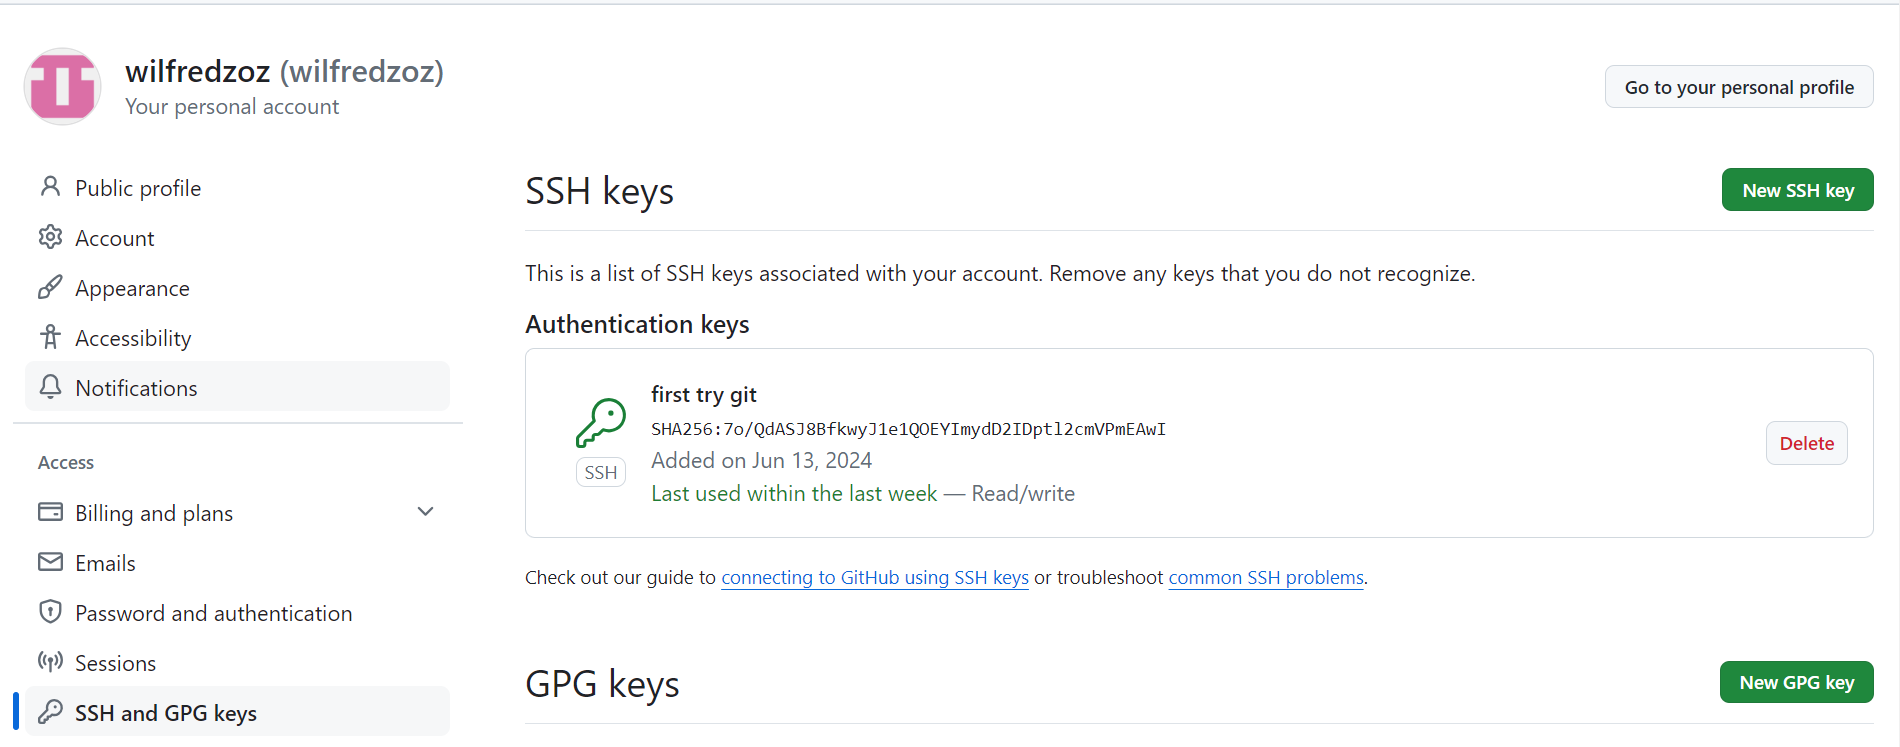 wilfredzoz (wilfredzoz)
Your personal account
Go to your personal profile
Public profile
Account
Appearance
Accessibility
Notifications
Access
Billing and plans
Emails
Password and authentication
Sessions
SSH and GPG keys
SSH keys
New SSH key
This is a list of SSH keys associated with your account. Remove any keys that you do not recognize.
Authentication keys
first try git
SHA256:7o/QdASJ8BfkwyJ1e1QOEYImydD2IDptl2cmVPmEAwI
Added on Jun 13, 2024
Last used within the last week — Read/write
SSH
Delete
Check out our guide to connecting to GitHub using SSH keys or troubleshoot common SSH problems.
GPG keys
New GPG key